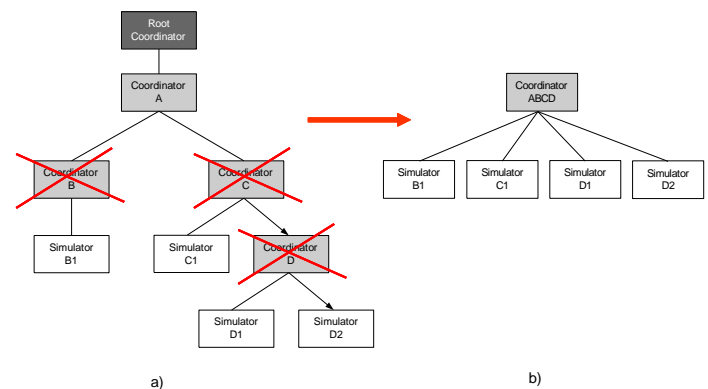 Root
Coordinator
Coordinator
A
Coordinator
ABCD
Coordinator
B
Coordinator
C
Simulator
B1
Simulator
C1
Simulator
D1
Simulator
D2
Simulator
B1
Simulator
C1
Coordinator
D
Simulator
D1
Simulator
D2
a)
b)